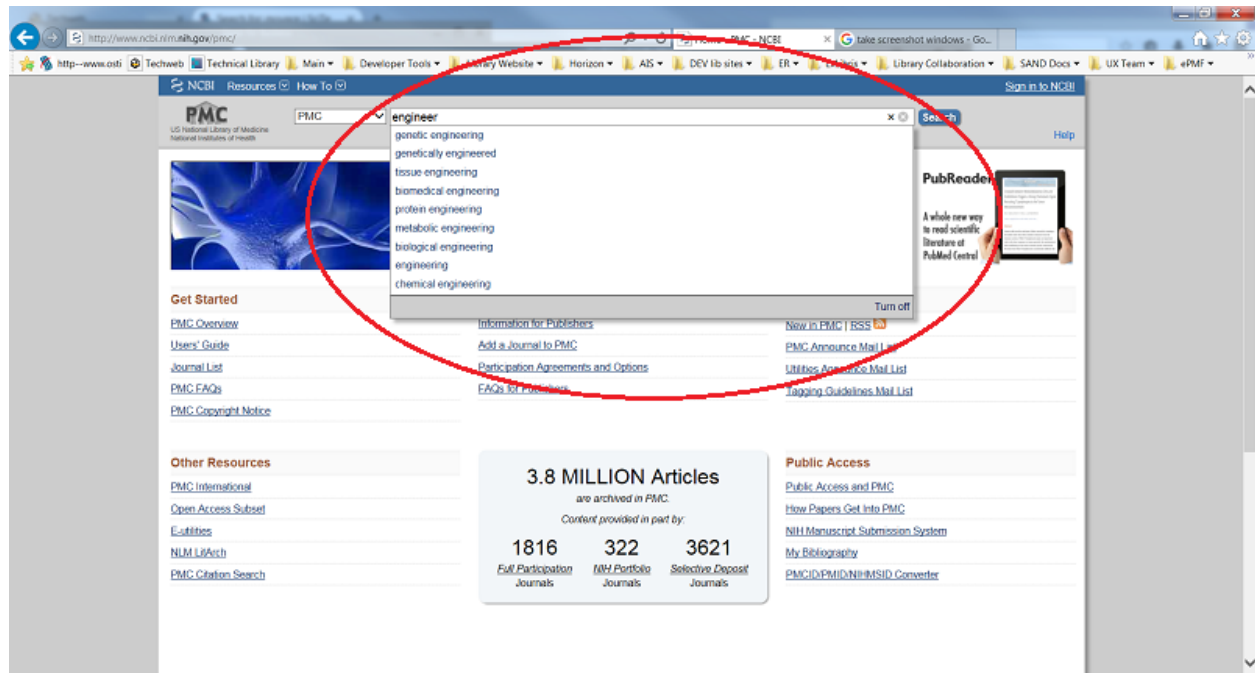 http://www.ncbi.nlm.nih.gov/pmc/
Home - PMC - NCBI
take screenshot windows - Go...
http--www.osti
Techweb
Technical Library
Main
Developer Tools
Library Website
Horizon
AIS
DEV lib sites
ER
Library Collaboration
SAND Docs
UX Team
ePMF
NCBI Resources How To
Sign in to NCBI
PMC
US National Library of Medicine
National Institutes of Health
PMC
engineer
Search
Help
genetic engineering
genetically engineered
tissue engineering
biomedical engineering
protein engineering
metabolic engineering
biological engineering
engineering
chemical engineering
Turn off
PubReader
A whole new way
to read scientific
literature at
PubMed Central
Get Started
PMC Overview
Users' Guide
Journal List
PMC FAQs
PMC Copyright Notice
Information for Publishers
Add a Journal to PMC
Participation Agreements and Options
FAQs for Publishers
New in PMC | RSS
PMC Announce Mail List
Utilities Announce Mail List
Tagging Guidelines Mail List
Other Resources
PMC International
Open Access Subset
E-utilities
NLM LitArch
PMC Citation Search
3.8 MILLION Articles
are archived in PMC.
Content provided in part by:
1816 322 3621
Full Participation NIH Portfolio Selective Deposit
Journals Journals Journals
Public Access
Public Access and PMC
How Papers Get Into PMC
NIH Manuscript Submission System
My Bibliography
PMCID/PMID/NIHMSID Converter